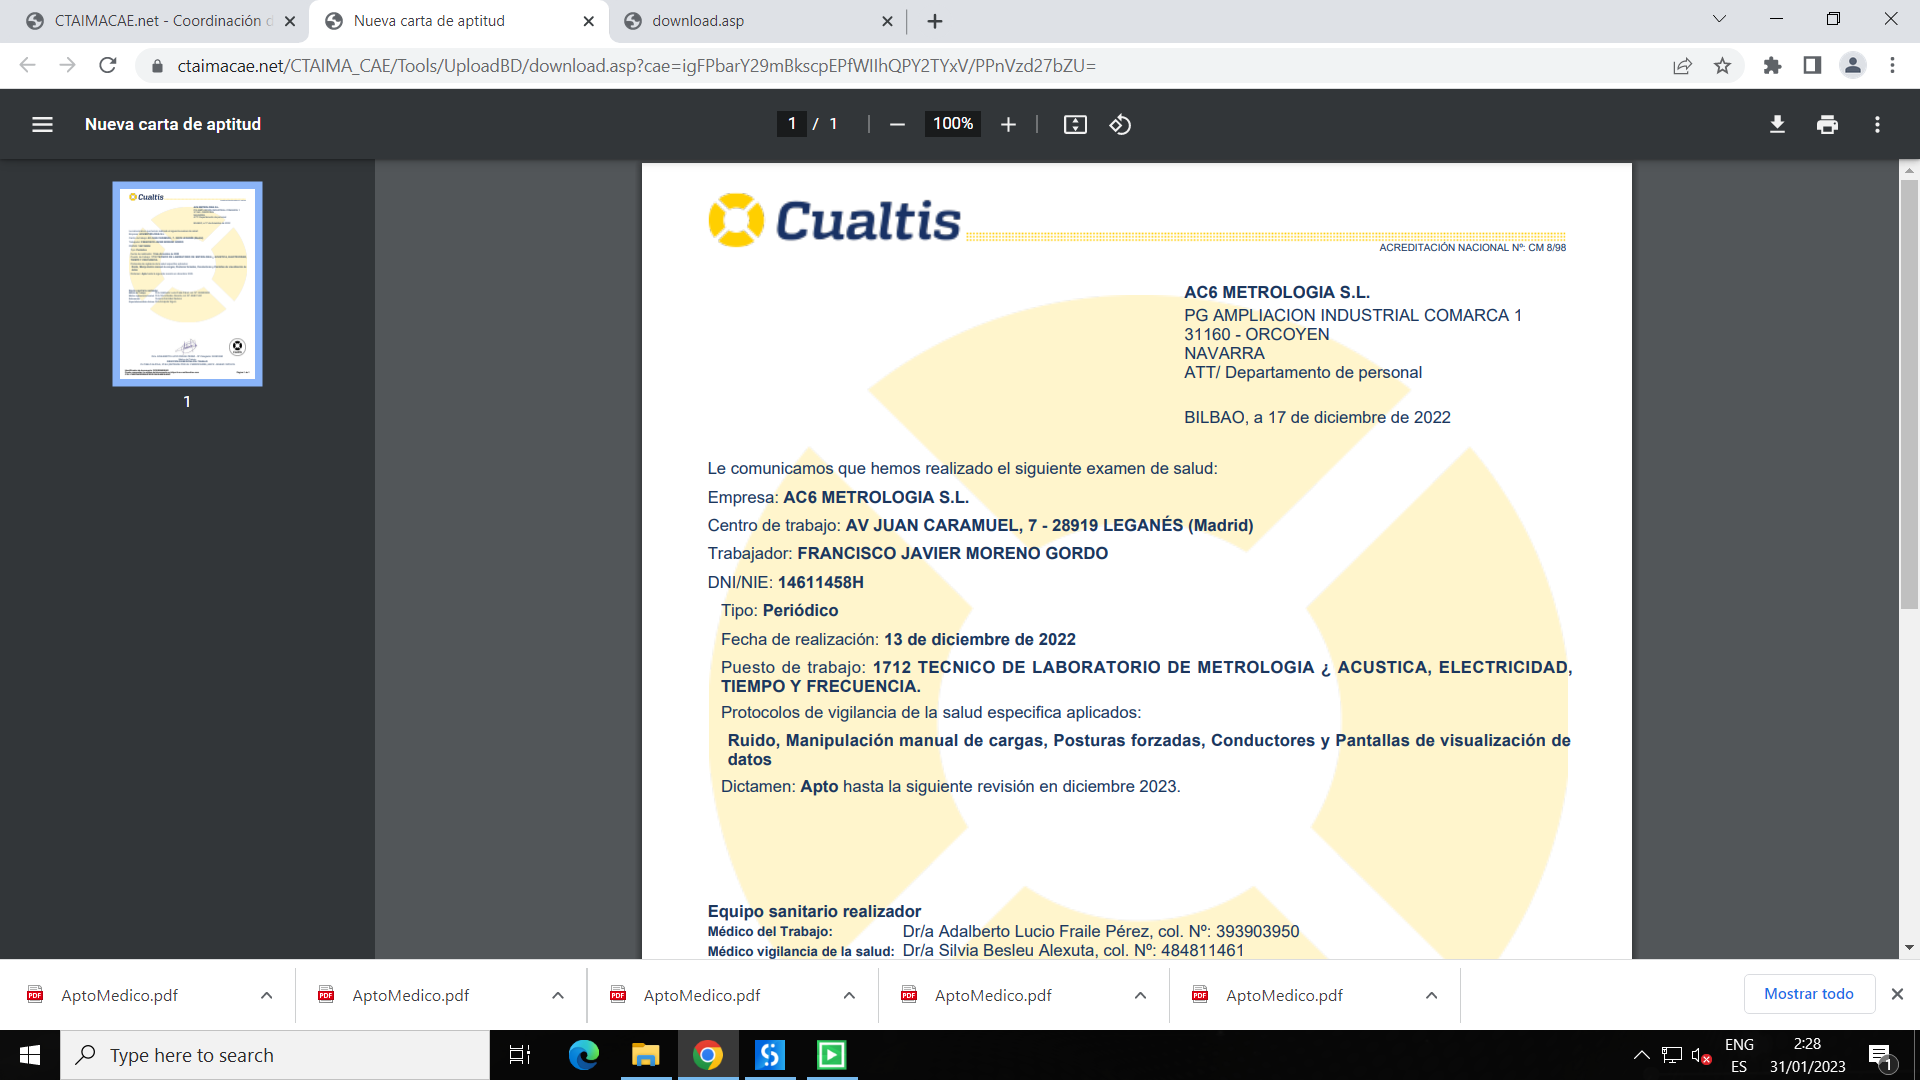 CTAIMACAE.net - Coordinación d
Nueva carta de aptitud
download.asp
ctaimacae.net/CTAIMA_CAE/Tools/UploadBD/download.asp?cae=igFPbarY29mBkscpEPfWIIhQPY2TYxV/PPnVzd27bZU=
Nueva carta de aptitud
1 / 1
100%
1
Cualtis
ACREDITACIÓN NACIONAL Nº: CM 8/98
AC6 METROLOGIA S.L.
PG AMPLIACION INDUSTRIAL COMARCA 1
31160 - ORCOYEN
NAVARRA
ATT/ Departamento de personal
BILBAO, a 17 de diciembre de 2022
Le comunicamos que hemos realizado el siguiente examen de salud:
Empresa: AC6 METROLOGIA S.L.
Centro de trabajo: AV JUAN CARAMUEL, 7 - 28919 LEGANÉS (Madrid)
Trabajador: FRANCISCO JAVIER MORENO GORDO
DNI/NIE: 14611458H
Tipo: Periódico
Fecha de realización: 13 de diciembre de 2022
Puesto de trabajo: 1712 TECNICO DE LABORATORIO DE METROLOGIA ¿ ACUSTICA, ELECTRICIDAD,
TIEMPO Y FRECUENCIA.
Protocolos de vigilancia de la salud especifica aplicados:
Ruido, Manipulación manual de cargas, Posturas forzadas, Conductores y Pantallas de visualización de
datos
Dictamen: Apto hasta la siguiente revisión en diciembre 2023.
Equipo sanitario realizador
Médico del Trabajo: Dr/a Adalberto Lucio Fraile Pérez, col. Nº: 393903950
Médico vigilancia de la salud: Dr/a Silvia Besleu Alexuta, col. Nº: 484811461
AptoMedico.pdf
AptoMedico.pdf
AptoMedico.pdf
AptoMedico.pdf
AptoMedico.pdf
Mostrar todo
Type here to search
ENG
ES
2:28
31/01/2023
1